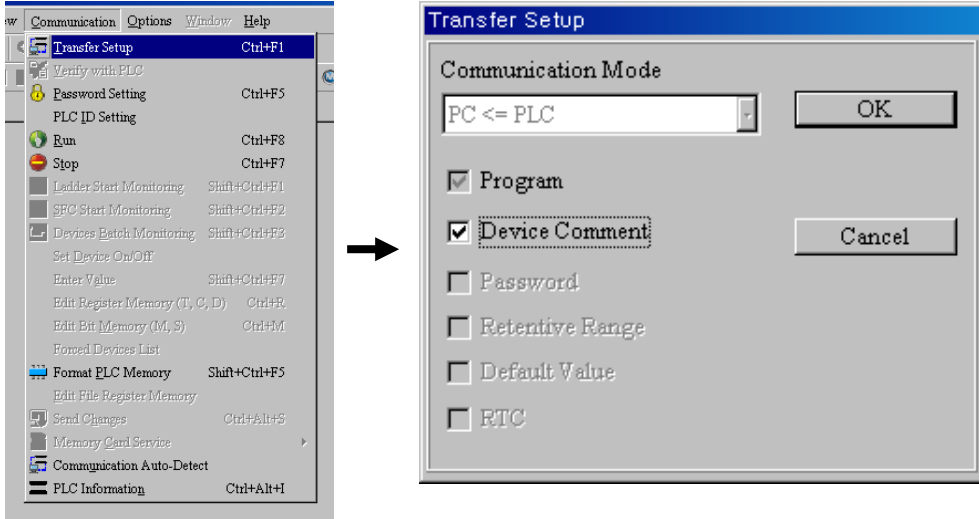 ew Communication Options Window Help
Transfer Setup Ctrl+F1
Verify with PLC
Password Setting Ctrl+F5
PLC ID Setting
Run Ctrl+F8
Stop Ctrl+F7
Ladder Start Monitoring Shift+Ctrl+F1
SFC Start Monitoring Shift+Ctrl+F2
Devices Batch Monitoring Shift+Ctrl+F3
Set Device On/Off
Enter Value Shift+Ctrl+F7
Edit Register Memory (T, C, D) Ctrl+R
Edit Bit Memory (M, S) Ctrl+M
Forced Devices List
Format PLC Memory Shift+Ctrl+F5
Edit File Register Memory
Send Changes Ctrl+Alt+S
Memory Card Service
Communication Auto-Detect
PLC Information Ctrl+Alt+I
Transfer Setup
Communication Mode
PC <= PLC
OK
Program
Device Comment
Cancel
Password
Retentive Range
Default Value
RTC